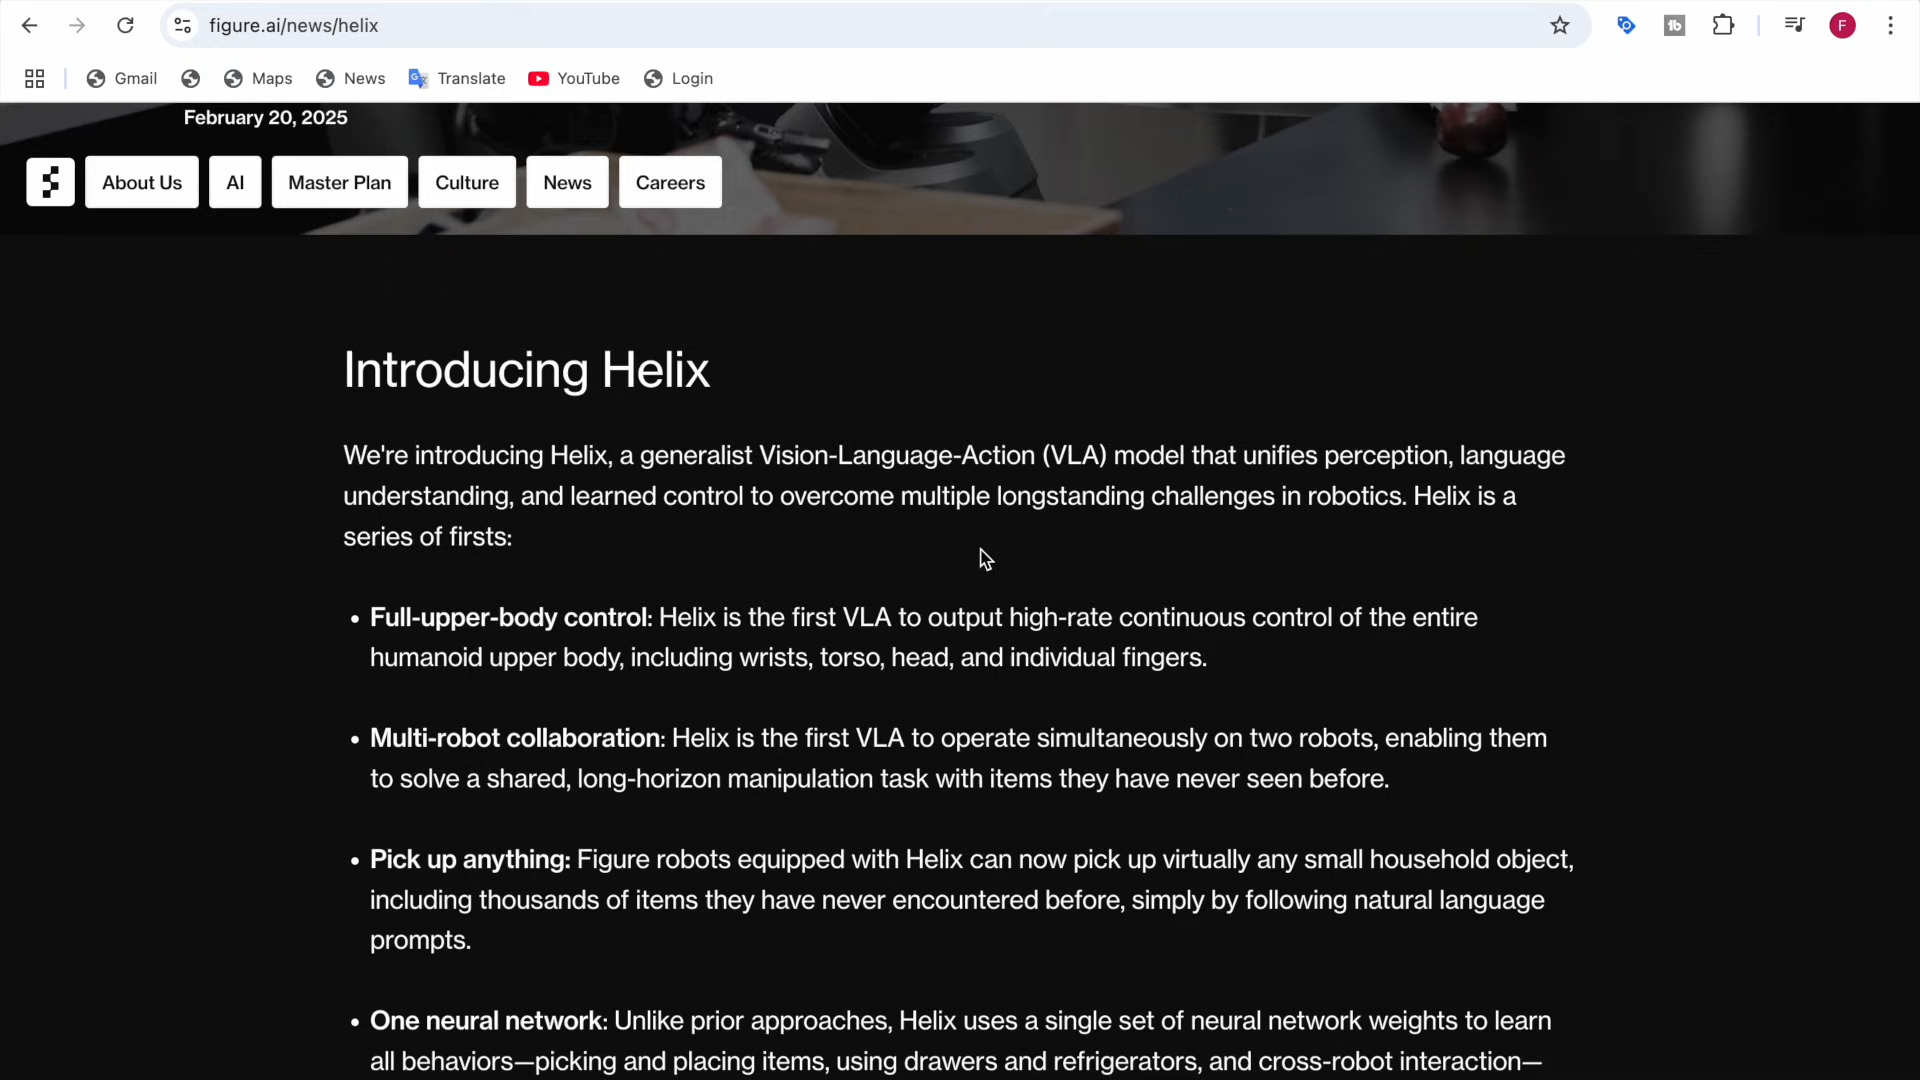 figure.ai/news/helix
F
Gmail
Maps
News
Translate
YouTube
Login
February 20, 2025
About Us
AI
Master Plan
Culture
News
Careers
Introducing Helix
We're introducing Helix, a generalist Vision-Language-Action (VLA) model that unifies perception, language
understanding, and learned control to overcome multiple longstanding challenges in robotics. Helix is a
series of firsts:
• Full-upper-body control: Helix is the first VLA to output high-rate continuous control of the entire
humanoid upper body, including wrists, torso, head, and individual fingers.
• Multi-robot collaboration: Helix is the first VLA to operate simultaneously on two robots, enabling them
to solve a shared, long-horizon manipulation task with items they have never seen before.
• Pick up anything: Figure robots equipped with Helix can now pick up virtually any small household object,
including thousands of items they have never encountered before, simply by following natural language
prompts.
• One neural network: Unlike prior approaches, Helix uses a single set of neural network weights to learn
all behaviors—picking and placing items, using drawers and refrigerators, and cross-robot interaction—